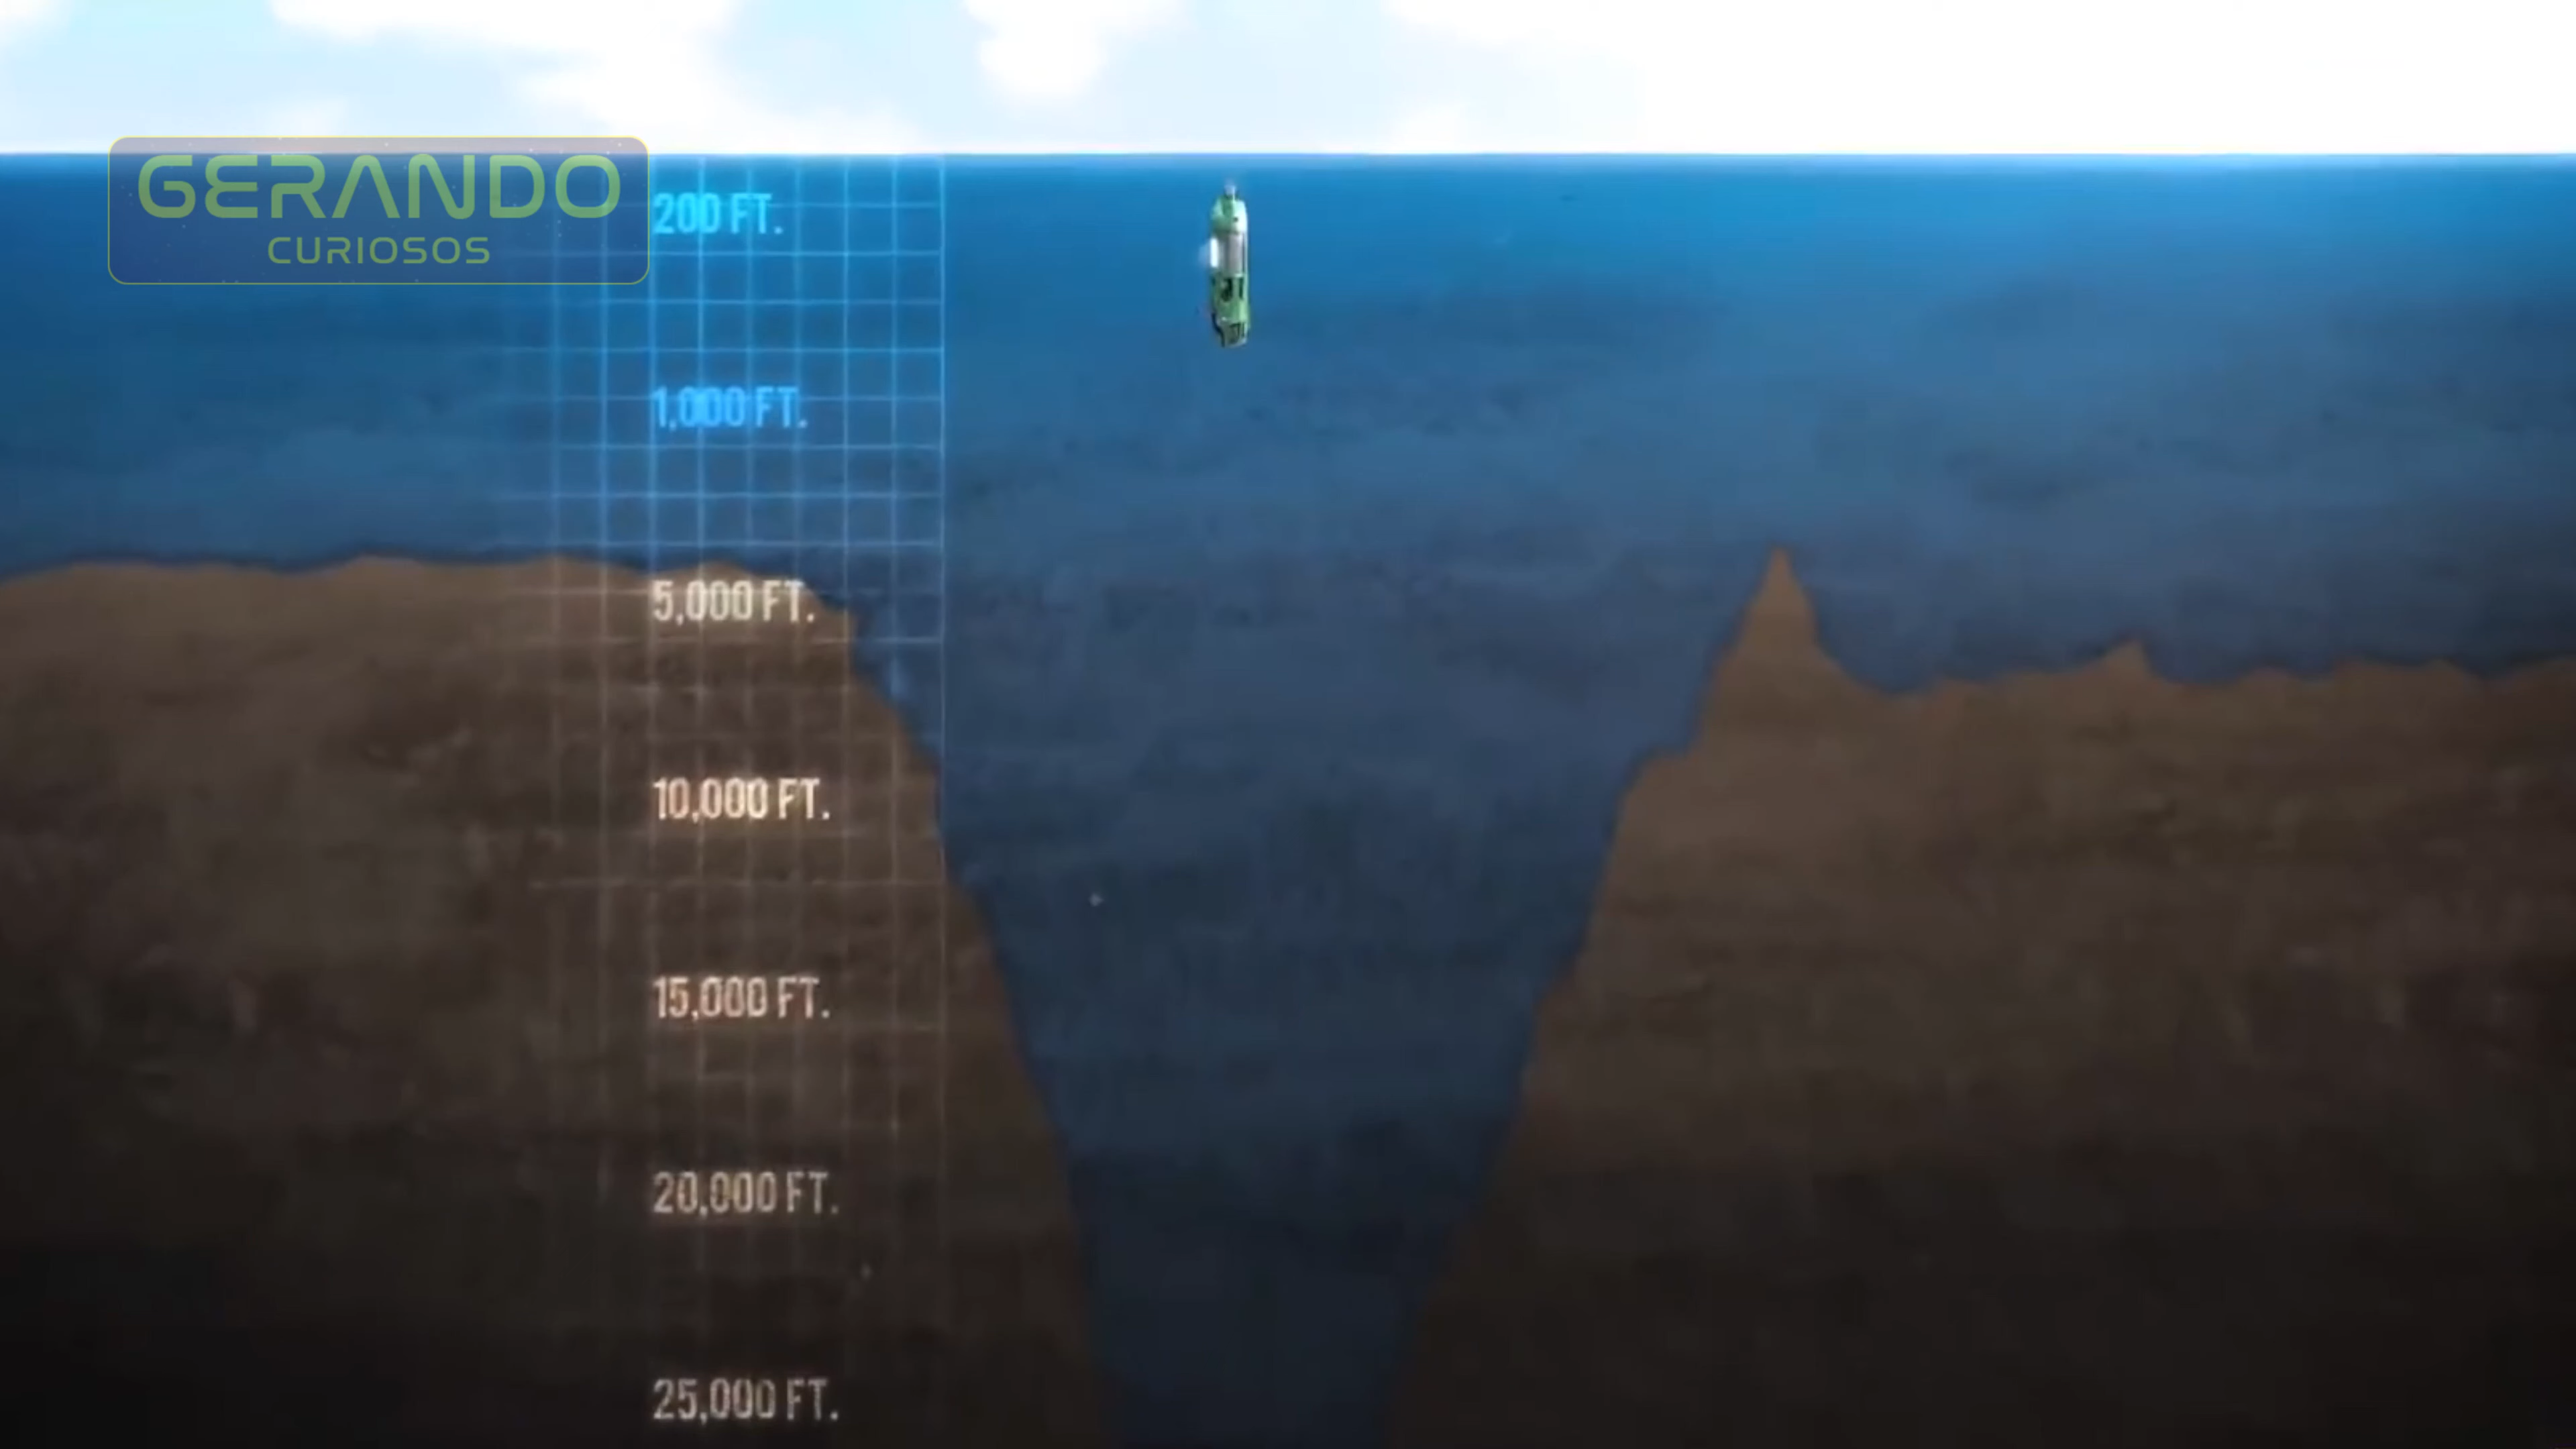 GERANDO
CURIOSOS
200 FT.
1,000 FT.
5,000 FT.
10,000 FT.
15,000 FT.
20,000 FT.
25,000 FT.